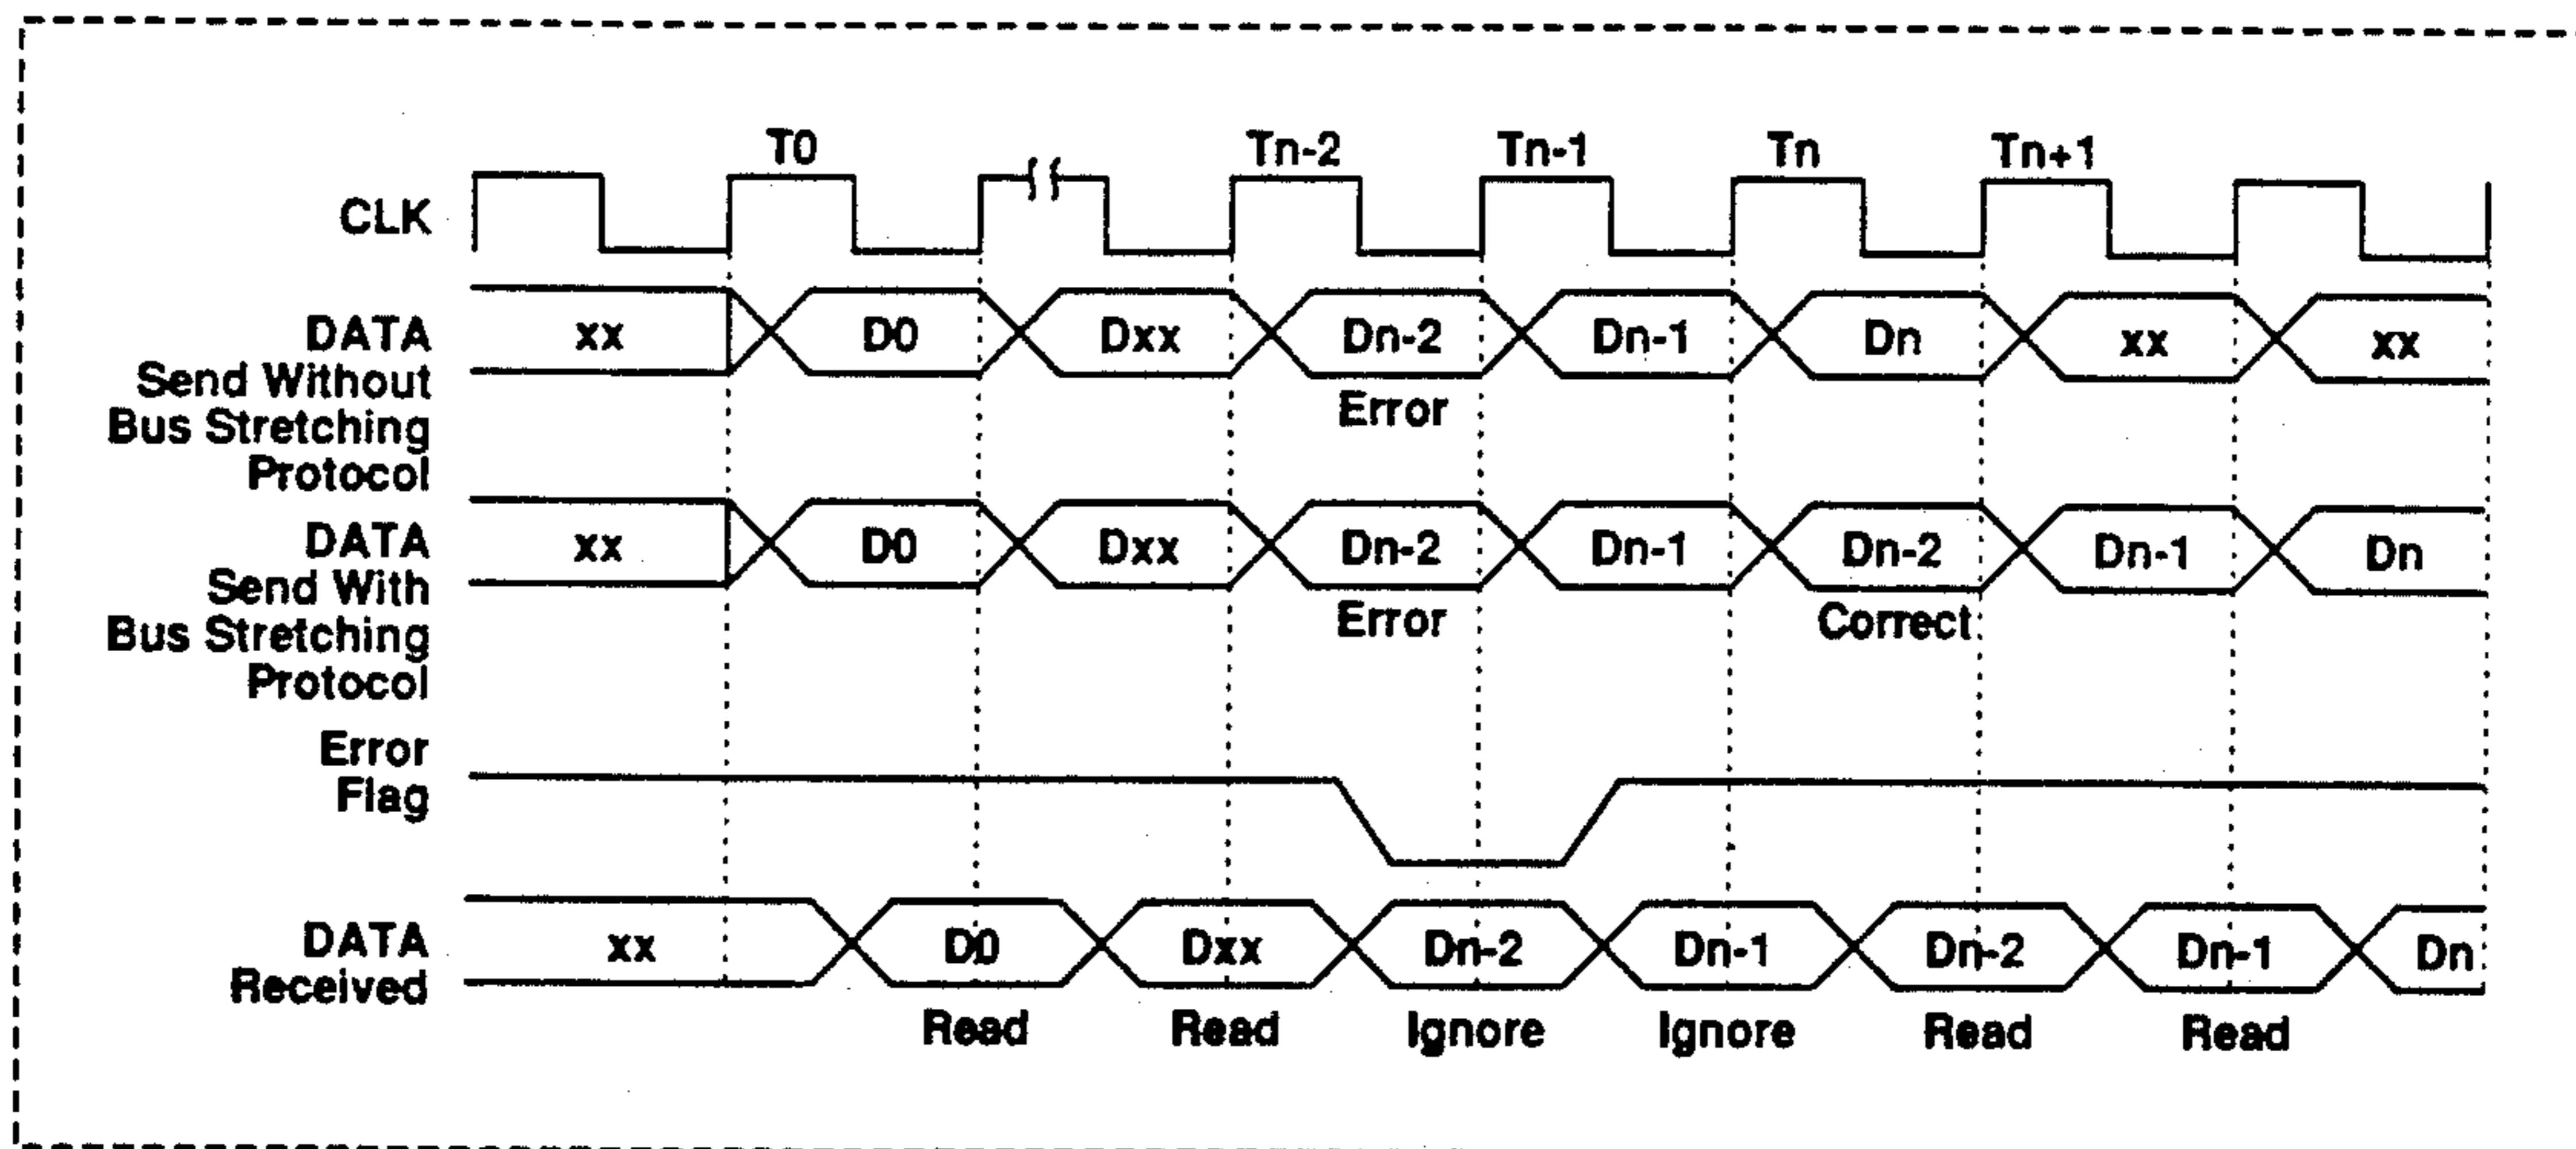 T0 Tn-2 Tn-1 Tn Tn+1
CLK
DATA
Send Without
Bus Stretching
Protocol
xx D0 Dxx Dn-2 Dn-1 Dn xx xx
Error
DATA
Send With
Bus Stretching
Protocol
xx D0 Dxx Dn-2 Dn-1 Dn-2 Dn-1 Dn
Error Correct
Error
Flag
DATA
Received
xx D0 Dxx Dn-2 Dn-1 Dn-2 Dn-1 Dn
Read Read Ignore Ignore Read Read